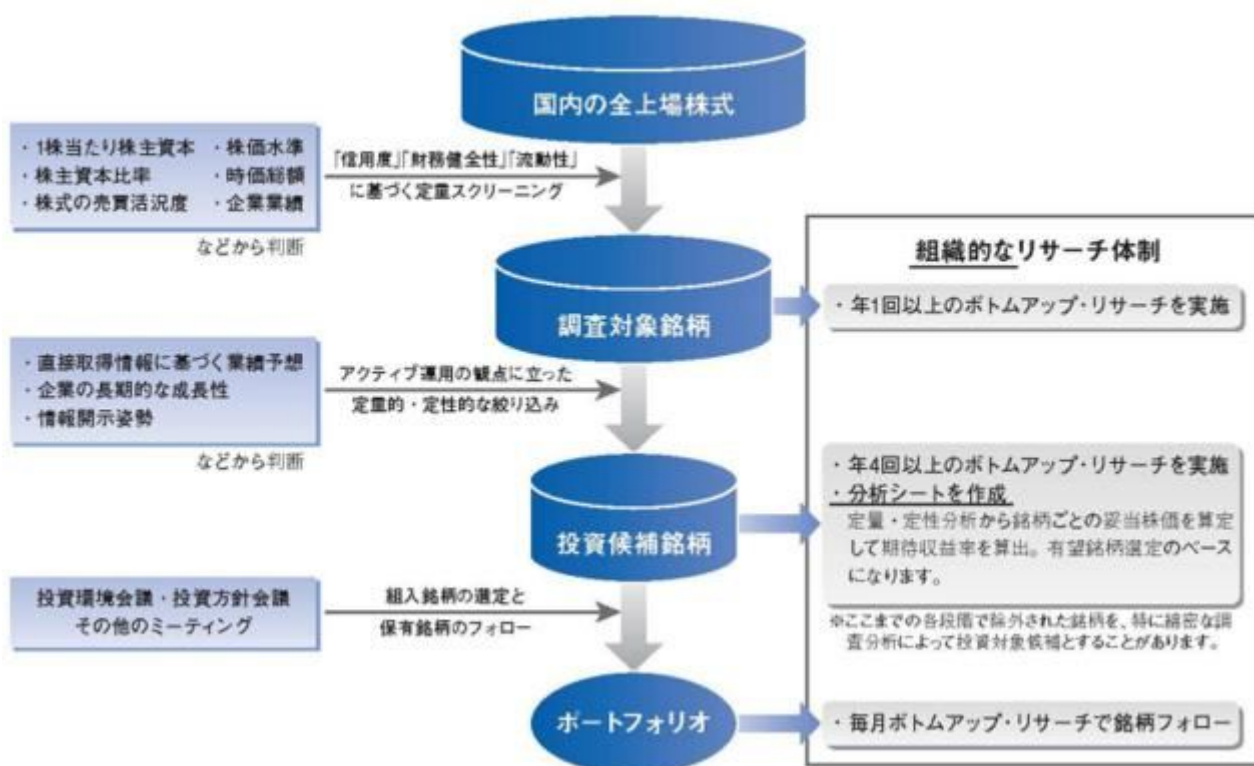 国内の全上場株式
・1株当たり株主資本 ・株価水準
・株主資本比率 ・時価総額
・株式の売買活況度 ・企業業績
などから判断
「信用度」「財務健全性」「流動性」
に基づく定量スクリーニング
組織的なリサーチ体制
調査対象銘柄
・年1回以上のボトムアップ・リサーチを実施
・直接取得情報に基づく業績予想
・企業の長期的な成長性
・情報開示姿勢
などから判断
アクティブ運用の観点に立った
定量的・定性的な絞り込み
投資候補銘柄
・年4回以上のボトムアップ・リサーチを実施
・分析シートを作成
定量・定性分析から銘柄ごとの妥当株価を算定
して期待収益率を算出。有望銘柄選定のベース
になります。
※ここまでの各段階で除外された銘柄を、特に綿密な調
査分析によって投資対象候補とすることがあります。
投資環境会議・投資方針会議
その他のミーティング
組入銘柄の選定と
保有銘柄のフォロー
ポートフォリオ
・毎月ボトムアップ・リサーチで銘柄フォロー